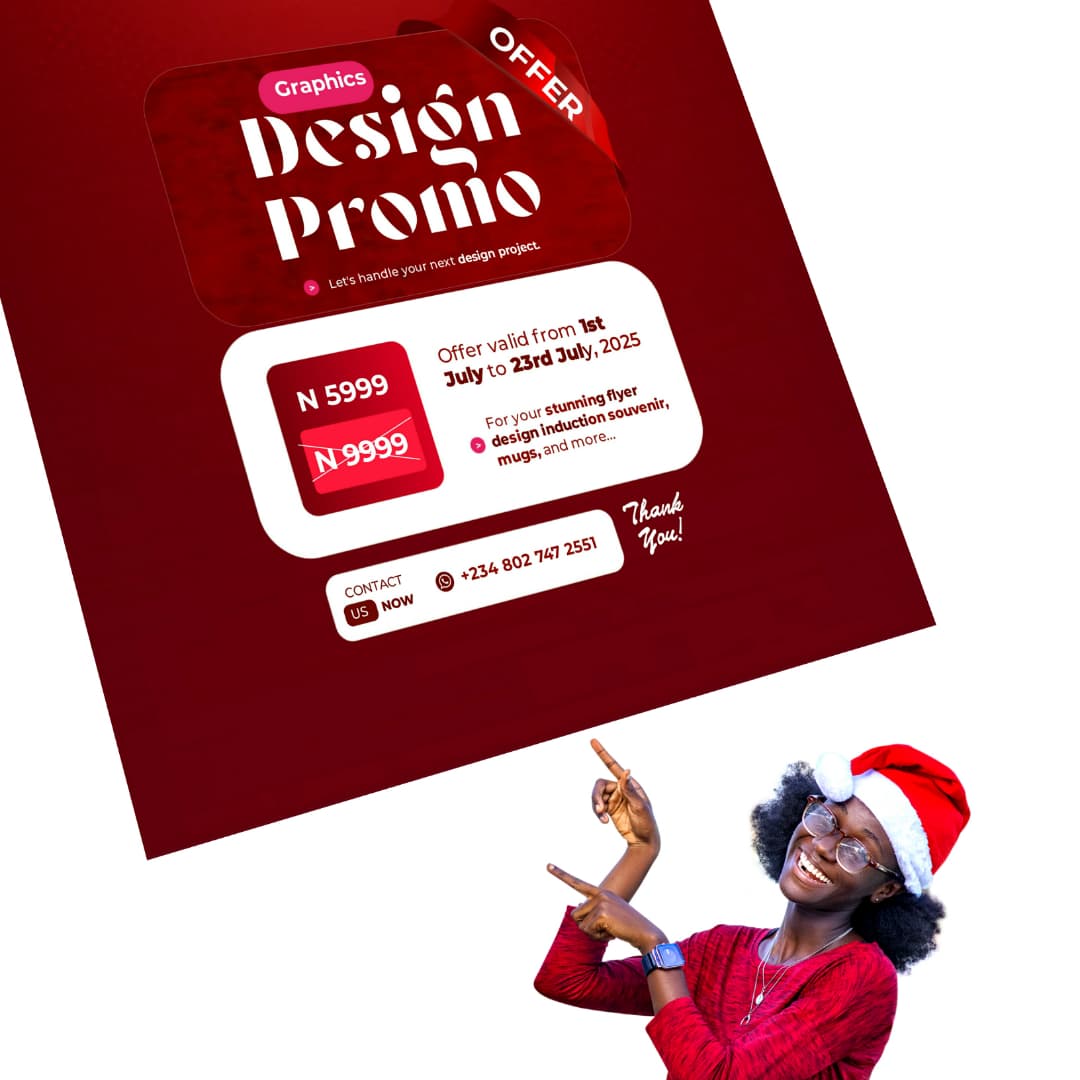 OFFER
Graphics
Design
Promo
> Let's handle your next design project.
N 5999
N 9999
Offer valid from 1st
July to 23rd July, 2025
For your stunning flyer
> design induction souvenir,
mugs, and more...
Thank
You!
CONTACT
US NOW
+234 802 747 2551